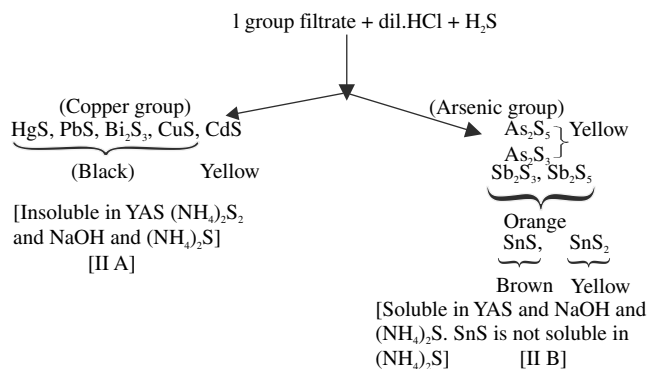 l group filtrate + dil.HCl + H₂S
(Copper group)
HgS, PbS, Bi₂S₃, CuS, CdS
(Black) Yellow
[Insoluble in YAS (NH₄)₂S₂
and NaOH and (NH₄)₂S]
[II A]
(Arsenic group)
As₂S₅
Yellow
As₂S₃
Sb₂S₃, Sb₂S₅
Orange
SnS, SnS₂
Brown Yellow
[Soluble in YAS and NaOH and
(NH₄)₂S. SnS is not soluble in
(NH₄)₂S] [II B]